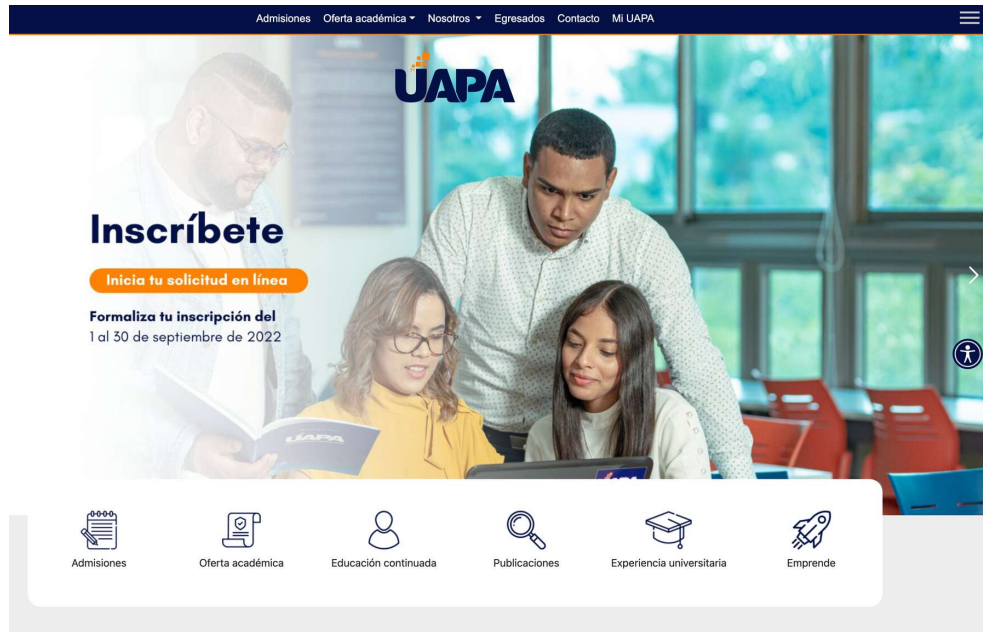 Admisiones Oferta académica Nosotros Egresados Contacto Mi UAPA
UAPA
Inscríbete
Inicia tu solicitud en línea
Formaliza tu inscripción del
1 al 30 de septiembre de 2022
UAPA
Admisiones Oferta académica Educación continuada Publicaciones Experiencia universitaria Emprende